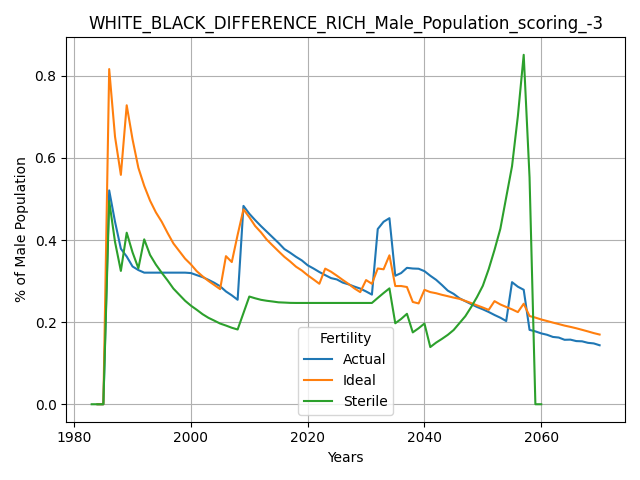 WHITE_BLACK_DIFFERENCE_RICH_Male_Population_scoring_-3
% of Male Population
0.8
0.6
0.4
0.2
0.0
Fertility
Actual
Ideal
Sterile
1980 2000 2020 2040 2060
Years